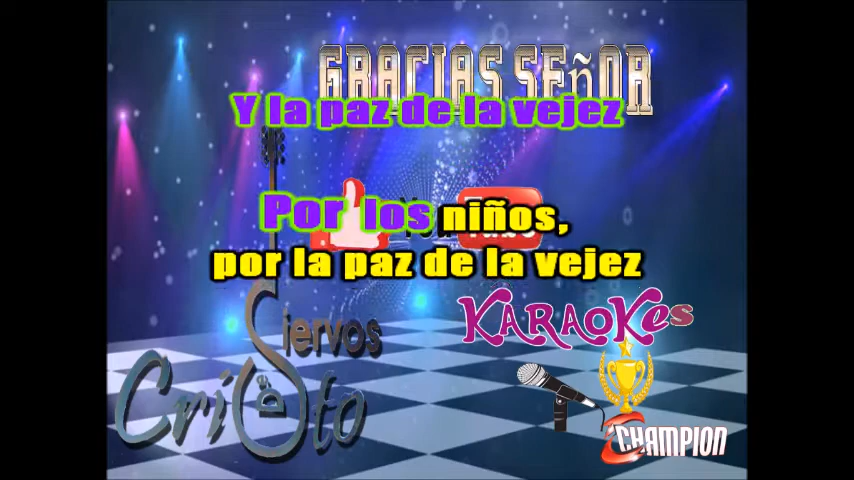 GRACIAS SEñOR
Y la paz de la vejez
Por los niños,
por la paz de la vejez
Siervos
Cristo
KARAOKes
CHAMPION